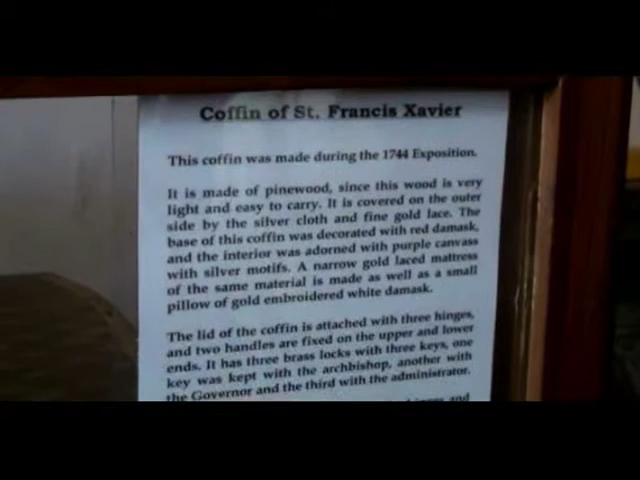 Coffin of St. Francis Xavier
This coffin was made during the 1744 Exposition.
It is made of pinewood, since this wood is very
light and easy to carry. It is covered on the outer
side by the silver cloth and fine gold lace. The
base of this coffin was decorated with red damask,
and the interior was adorned with purple canvass
with silver motifs. A narrow gold laced mattress
of the same material is made as well as a small
pillow of gold embroidered white damask.
The lid of the coffin is attached with three hinges,
and two handles are fixed on the upper and lower
ends. It has three brass locks with three keys, one
key was kept with the archbishop, another with
the Governor and the third with the administrator.
and